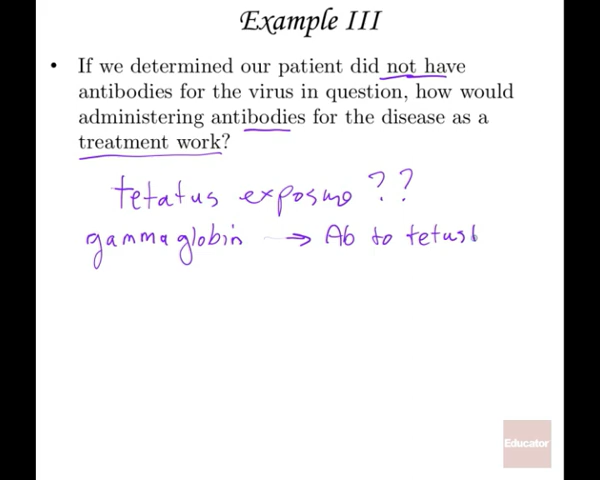 Example III
• If we determined our patient did not have
antibodies for the virus in question, how would
administering antibodies for the disease as a
treatment work?
tetatus exposure ??
gamma globin → Ab to tetust
Educator